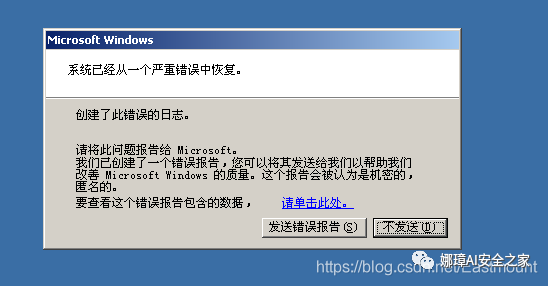 Microsoft Windows
系统已经从一个严重错误中恢复。
创建了此错误的日志。
请将此问题报告给 Microsoft。
我们已创建了一个错误报告,您可以将其发送给我们以帮助我们
改善 Microsoft Windows 的质量。这个报告会被认为是机密的,
匿名的。
要查看这个错误报告包含的数据, 请单击此处。
发送错误报告(S) 不发送(D)
娜璋AI安全之家
https://blog.csdn.net/Eastmount